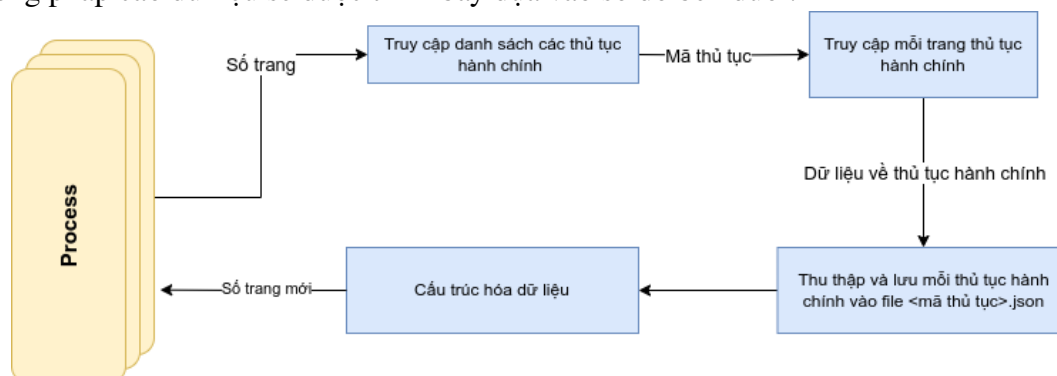 Số trang
Truy cập danh sách các thủ tục
hành chính
Mã thủ tục
Truy cập mỗi trang thủ tục
hành chính
Dữ liệu về thủ tục hành chính
Process
Số trang mới
Cấu trúc hóa dữ liệu
Thu thập và lưu mỗi thủ tục hành
chính vào file <mã thủ tục>.json